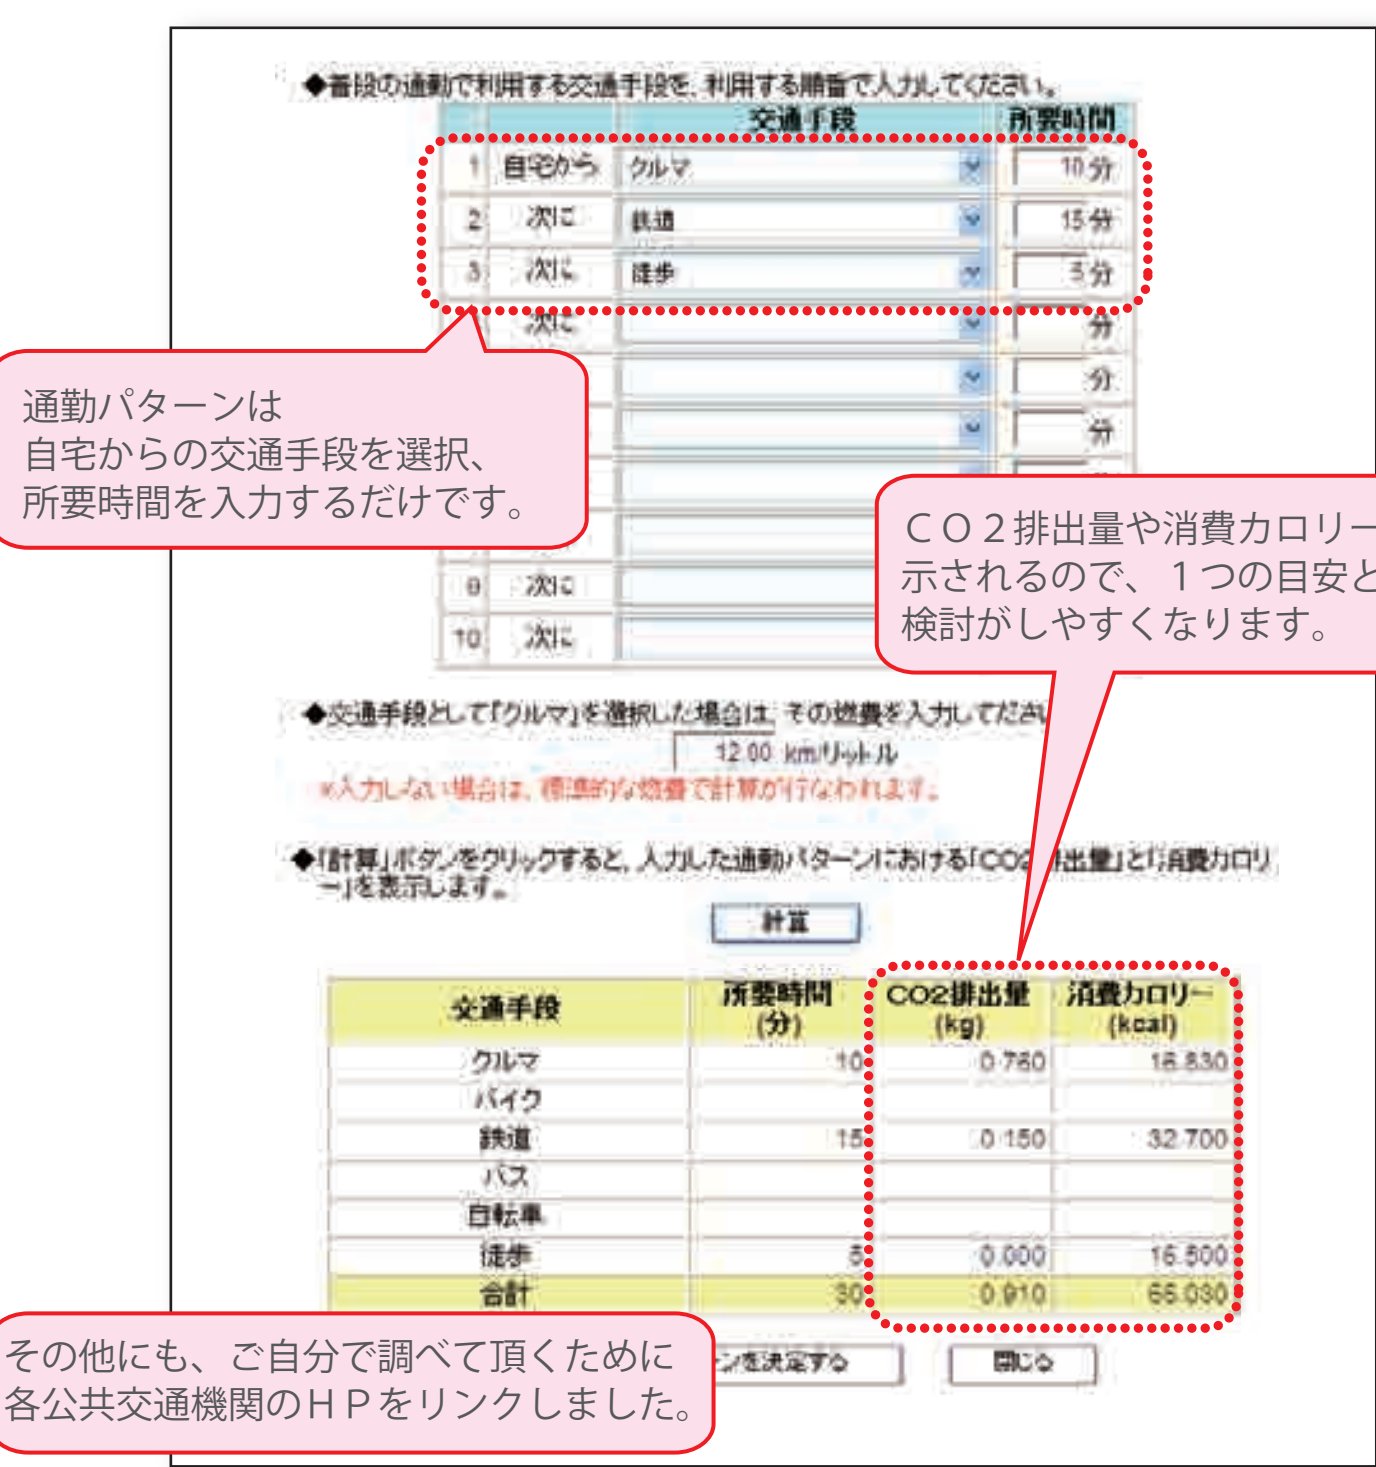 ◆普段の通勤で利用する交通手段を、利用する順番で入力してください。
交通手段 所要時間
1 自宅から クルマ 10 分
2 次に 鉄道 15 分
3 次に 徒歩 5 分
次に 分
分
分
9 次に
10 次に
通勤パターンは
自宅からの交通手段を選択、
所要時間を入力するだけです。
CO2排出量や消費カロリー
示されるので、1つの目安と
検討がしやすくなります。
◆交通手段として「クルマ」を選択した場合は、その燃費を入力してださ
12.00 km/リットル
※入力しない場合は、標準的な燃費で計算が行なわれます。
◆「計算」ボタンをクリックすると、入力した通勤パターンにおける「CO2排出量」と「消費カロリ
ー」を表示します。
計算
交通手段 所要時間(分) CO2排出量(kg) 消費カロリー(kcal)
クルマ 10 0.760 16.830
バイク
鉄道 15 0.150 32.700
バス
自転車
徒歩 5 0.000 16.500
合計 30 0.910 66.030
ンを決定する 閉じる
その他にも、ご自分で調べて頂くために
各公共交通機関のHPをリンクしました。